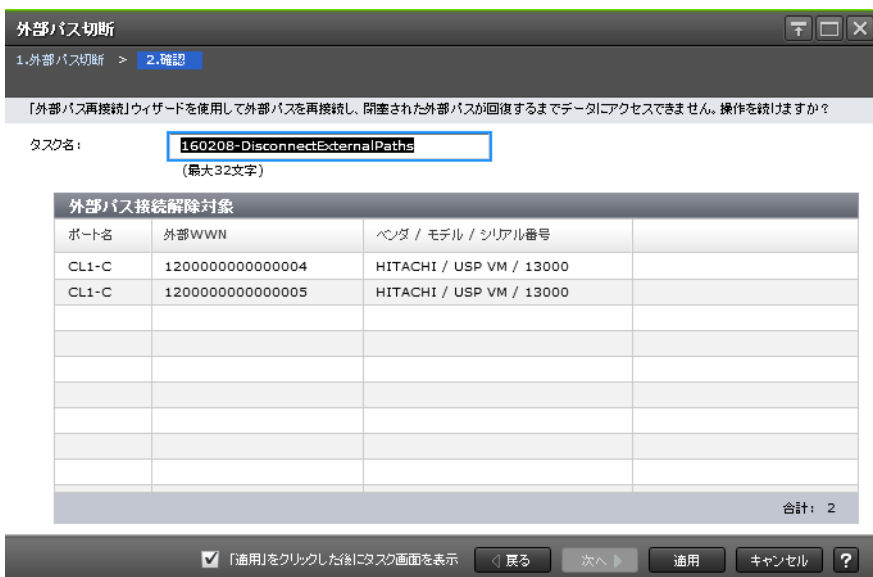 外部パス切断
1.外部パス切断 > 2.確認
「外部パス再接続」ウィザードを使用して外部パスを再接続し、閉塞された外部パスが回復するまでデータにアクセスできません。操作を続けますか?
タスク名: 160208-DisconnectExternalPaths
(最大32文字)
外部パス接続解除対象
ポート名 外部WWN ベンダ / モデル / シリアル番号
CL1-C 1200000000000004 HITACHI / USP VM / 13000
CL1-C 1200000000000005 HITACHI / USP VM / 13000
合計: 2
「適用」をクリックした後にタスク画面を表示 戻る 次へ 適用 キャンセル ?